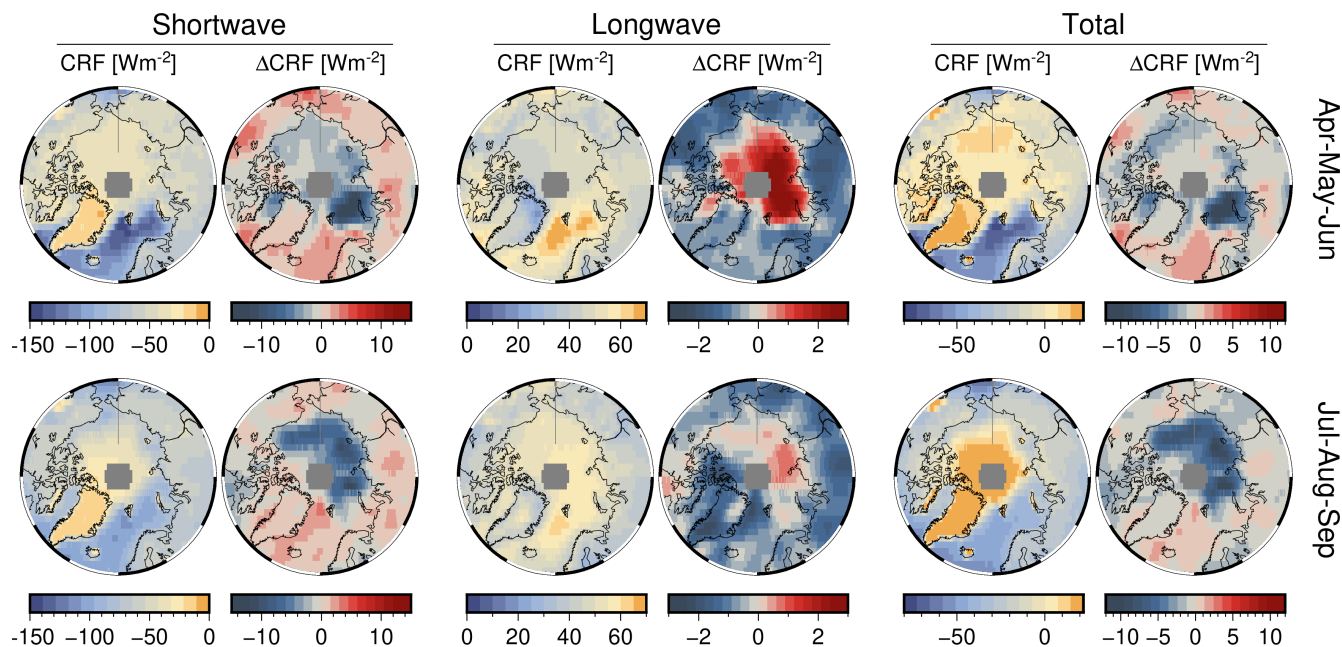 Shortwave Longwave Total
CRF [Wm-2] ΔCRF [Wm-2] CRF [Wm-2] ΔCRF [Wm-2] CRF [Wm-2] ΔCRF [Wm-2]
Apr-May-Jun
-150 −100 −50 0 −10 0 10 0 20 40 60 −2 0 2 −50 0 −10 −5 0 5 10
Jul-Aug-Sep
-150 −100 −50 0 −10 0 10 0 20 40 60 −2 0 2 −50 0 −10 −5 0 5 10